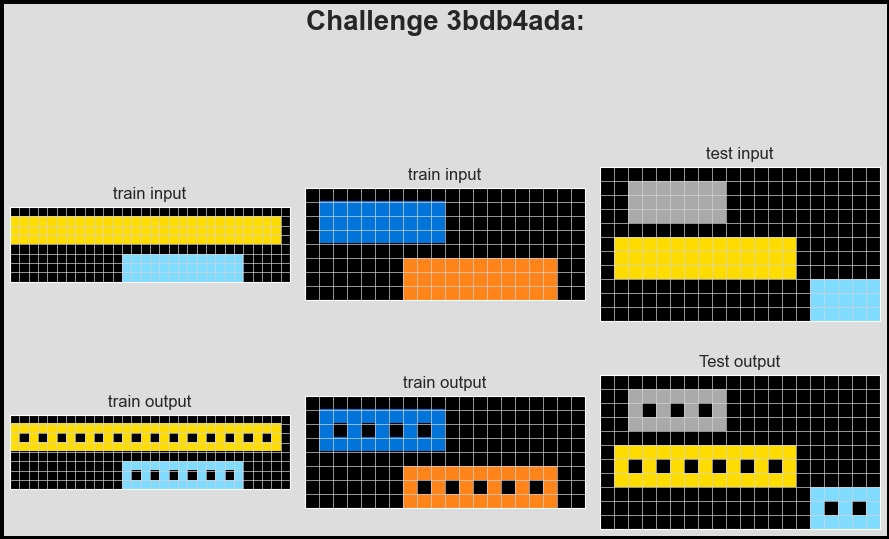 Challenge 3bdb4ada:
train input
train input
test input
train output
train output
Test output